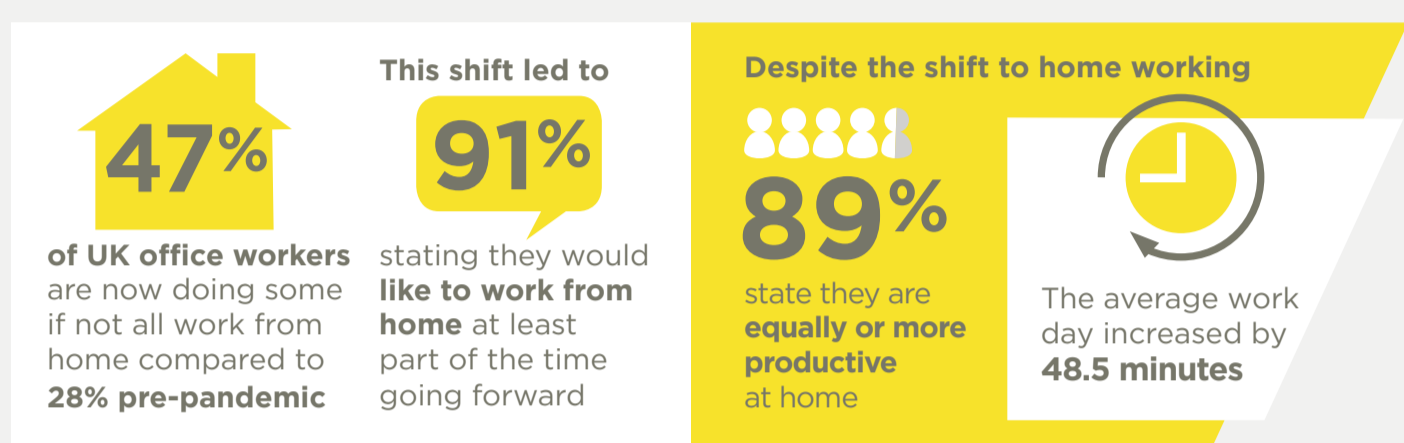 47%
of UK office workers
are now doing some
if not all work from
home compared to
28% pre-pandemic
This shift led to
91%
stating they would
like to work from
home at least
part of the time
going forward
Despite the shift to home working
89%
state they are
equally or more
productive
at home
The average work
day increased by
48.5 minutes